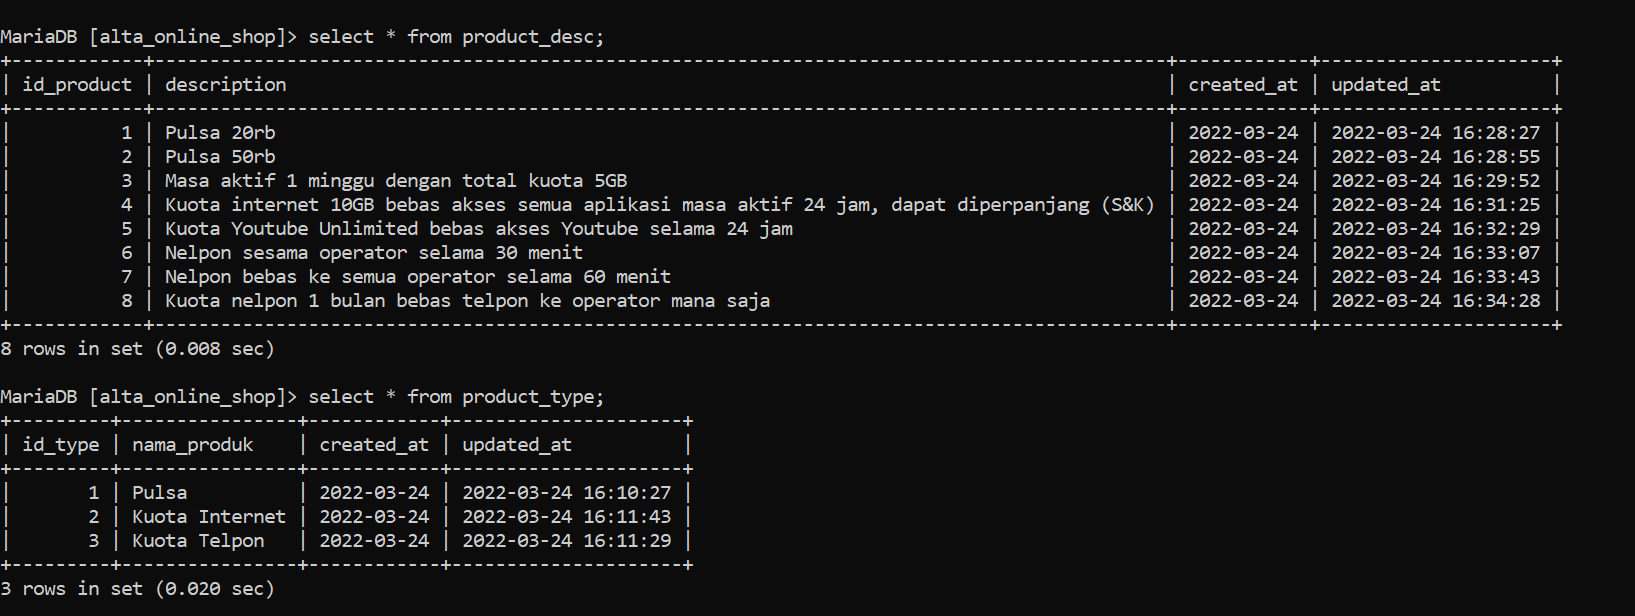 MariaDB [alta_online_shop]> select * from product_desc;
+------------+--------------------------------------------------------------------------------------------+------------+---------------------+
| id_product | description                                                                                | created_at | updated_at          |
+------------+--------------------------------------------------------------------------------------------+------------+---------------------+
|          1 | Pulsa 20rb                                                                                 | 2022-03-24 | 2022-03-24 16:28:27 |
|          2 | Pulsa 50rb                                                                                 | 2022-03-24 | 2022-03-24 16:28:55 |
|          3 | Masa aktif 1 minggu dengan total kuota 5GB                                                 | 2022-03-24 | 2022-03-24 16:29:52 |
|          4 | Kuota internet 10GB bebas akses semua aplikasi masa aktif 24 jam, dapat diperpanjang (S&K) | 2022-03-24 | 2022-03-24 16:31:25 |
|          5 | Kuota Youtube Unlimited bebas akses Youtube selama 24 jam                                  | 2022-03-24 | 2022-03-24 16:32:29 |
|          6 | Nelpon sesama operator selama 30 menit                                                     | 2022-03-24 | 2022-03-24 16:33:07 |
|          7 | Nelpon bebas ke semua operator selama 60 menit                                             | 2022-03-24 | 2022-03-24 16:33:43 |
|          8 | Kuota nelpon 1 bulan bebas telpon ke operator mana saja                                    | 2022-03-24 | 2022-03-24 16:34:28 |
+------------+--------------------------------------------------------------------------------------------+------------+---------------------+
8 rows in set (0.008 sec)

MariaDB [alta_online_shop]> select * from product_type;
+---------+----------------+------------+---------------------+
| id_type | nama_produk    | created_at | updated_at          |
+---------+----------------+------------+---------------------+
|       1 | Pulsa          | 2022-03-24 | 2022-03-24 16:10:27 |
|       2 | Kuota Internet | 2022-03-24 | 2022-03-24 16:11:43 |
|       3 | Kuota Telpon   | 2022-03-24 | 2022-03-24 16:11:29 |
+---------+----------------+------------+---------------------+
3 rows in set (0.020 sec)